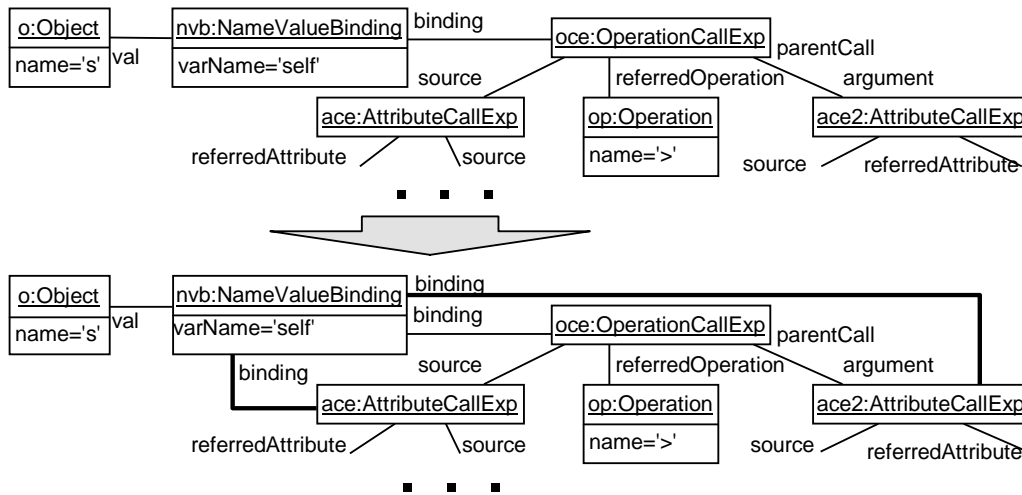 binding
o:Object
nvb:NameValueBinding
oce:OperationCallExp
parentCall
name='s'
val
varName='self'
source
referredOperation
argument
ace:AttributeCallExp
op:Operation
ace2:AttributeCallExp
name='>'
referredAttribute
source
source
referredAttribute
. . .
binding
o:Object
nvb:NameValueBinding
binding
oce:OperationCallExp
parentCall
name='s'
val
varName='self'
binding
source
referredOperation
argument
ace:AttributeCallExp
op:Operation
ace2:AttributeCallExp
name='>'
referredAttribute
source
source
referredAttribute
. . .